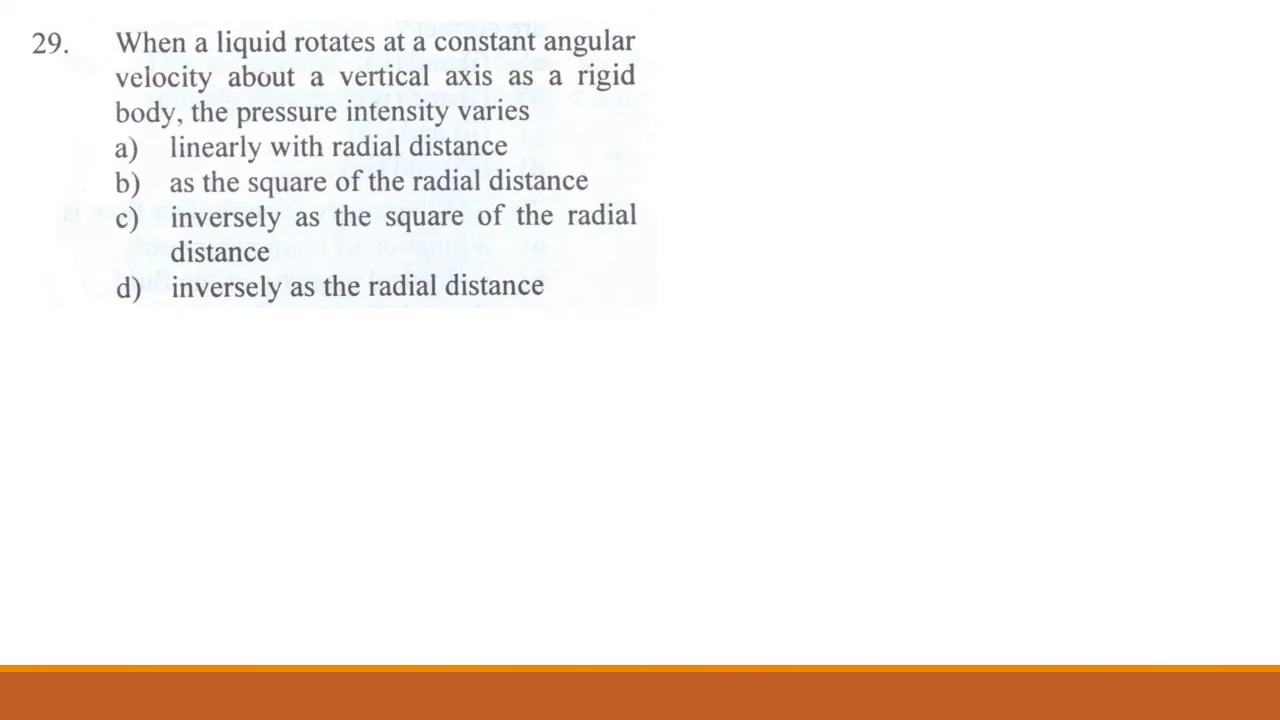 29. When a liquid rotates at a constant angular
velocity about a vertical axis as a rigid
body, the pressure intensity varies
a) linearly with radial distance
b) as the square of the radial distance
c) inversely as the square of the radial
distance
d) inversely as the radial distance